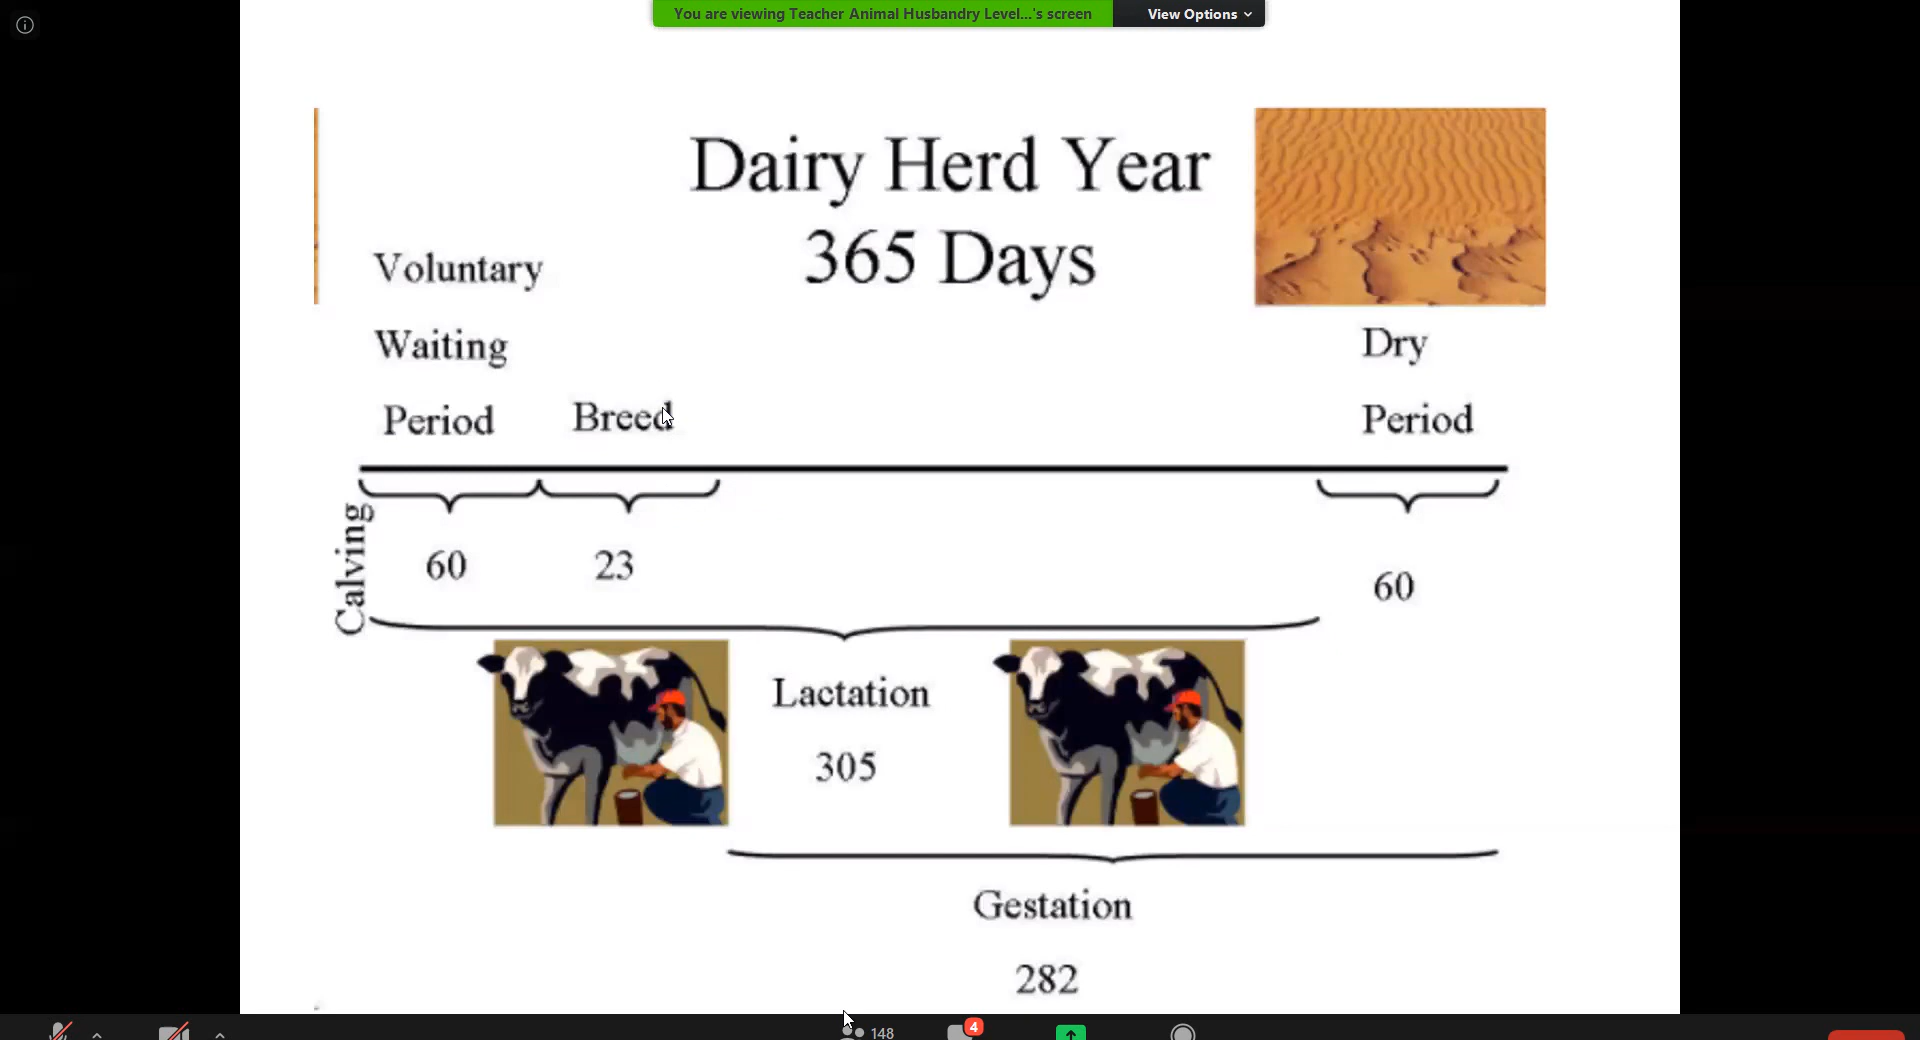 You are viewing Teacher Animal Husbandry Level...'s screen
View Options
Dairy Herd Year
365 Days
Voluntary
Waiting
Period
Breed
Dry
Period
Calving
60
23
60
Lactation
305
Gestation
282
148
4